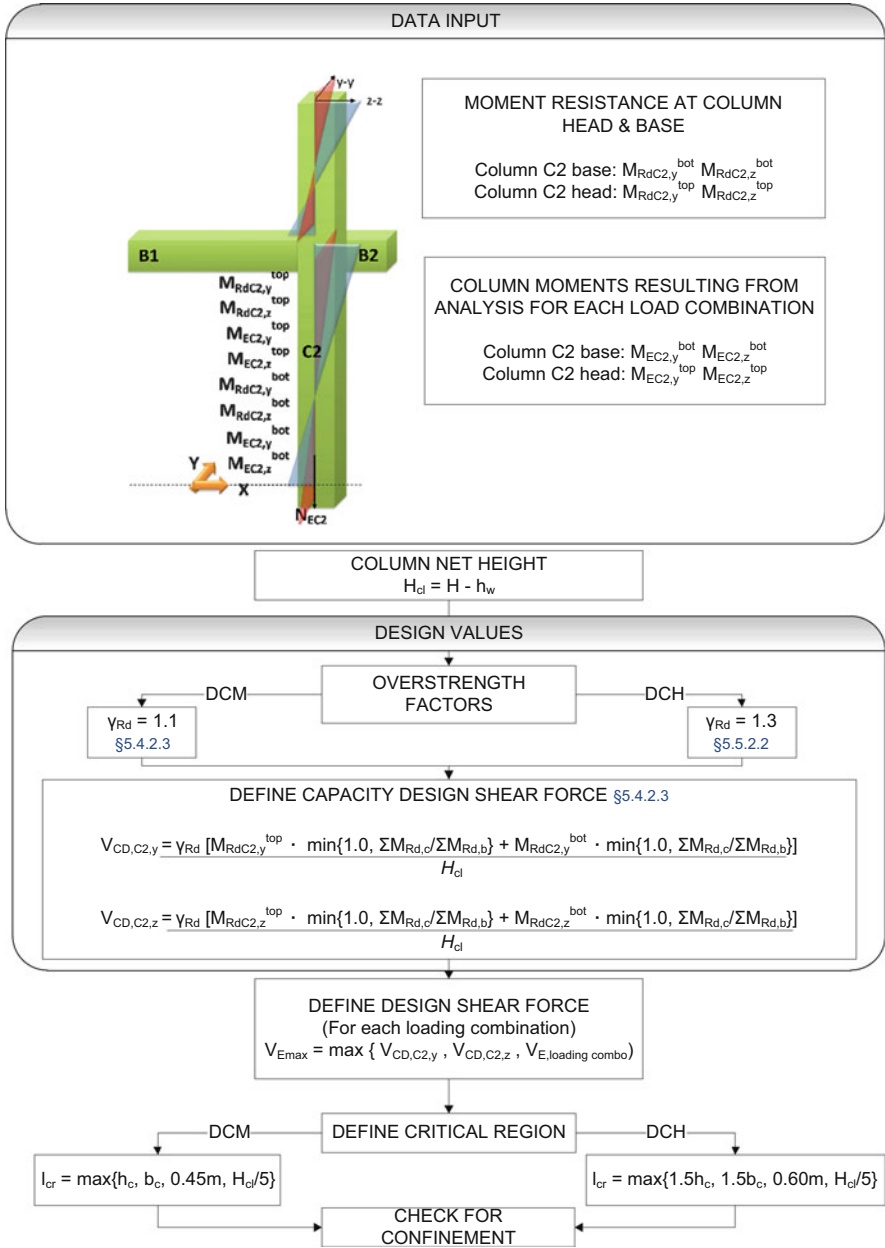 DATA INPUT
y-y
z-z
MOMENT RESISTANCE AT COLUMN
HEAD & BASE
Column C2 base: M_RdC2,y^bot M_RdC2,z^bot
Column C2 head: M_RdC2,y^top M_RdC2,z^top
B1
B2
M_RdC2,y^top
M_RdC2,z^top
M_EC2,y^top
M_EC2,z^top
C2
M_RdC2,y^bot
M_RdC2,z^bot
M_EC2,y^bot
M_EC2,z^bot
Y
X
N_EC2
COLUMN MOMENTS RESULTING FROM
ANALYSIS FOR EACH LOAD COMBINATION
Column C2 base: M_EC2,y^bot M_EC2,z^bot
Column C2 head: M_EC2,y^top M_EC2,z^top
COLUMN NET HEIGHT
H_cl = H - h_w
DESIGN VALUES
DCM
OVERSTRENGTH
FACTORS
DCH
γ_Rd = 1.1
§5.4.2.3
γ_Rd = 1.3
§5.5.2.2
DEFINE CAPACITY DESIGN SHEAR FORCE §5.4.2.3
V_CD,C2,y = γ_Rd [M_RdC2,y^top · min{1.0, ΣM_Rd,c/ΣM_Rd,b} + M_RdC2,y^bot · min{1.0, ΣM_Rd,c/ΣM_Rd,b}]
H_cl
V_CD,C2,z = γ_Rd [M_RdC2,z^top · min{1.0, ΣM_Rd,c/ΣM_Rd,b} + M_RdC2,z^bot · min{1.0, ΣM_Rd,c/ΣM_Rd,b}]
H_cl
DEFINE DESIGN SHEAR FORCE
(For each loading combination)
V_Emax = max { V_CD,C2,y , V_CD,C2,z , V_E,loading combo)
DCM
DEFINE CRITICAL REGION
DCH
l_cr = max{h_c, b_c, 0.45m, H_cl/5}
l_cr = max{1.5h_c, 1.5b_c, 0.60m, H_cl/5}
CHECK FOR
CONFINEMENT